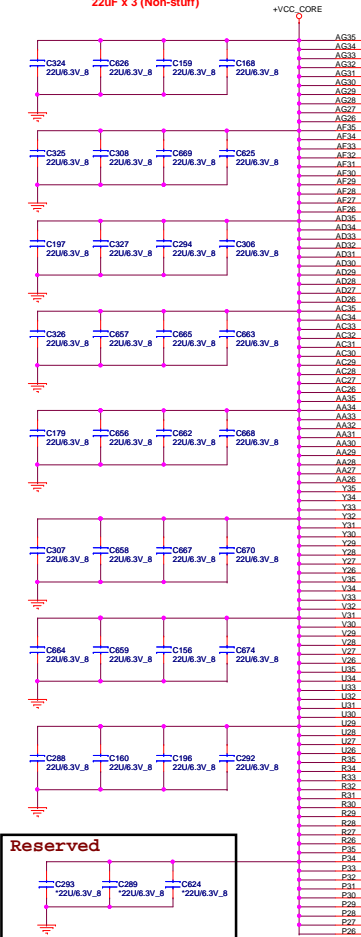 22uF x 3 (Non-stuff)
+VCC_CORE
C324 C626 C159 C168
22U/6.3V_8 22U/6.3V_8 22U/6.3V_8 22U/6.3V_8
C325 C308 C669 C625
22U/6.3V_8 22U/6.3V_8 22U/6.3V_8 22U/6.3V_8
C197 C327 C294 C306
22U/6.3V_8 22U/6.3V_8 22U/6.3V_8 22U/6.3V_8
C326 C657 C665 C663
22U/6.3V_8 22U/6.3V_8 22U/6.3V_8 22U/6.3V_8
C179 C656 C662 C668
22U/6.3V_8 22U/6.3V_8 22U/6.3V_8 22U/6.3V_8
C307 C658 C667 C670
22U/6.3V_8 22U/6.3V_8 22U/6.3V_8 22U/6.3V_8
C664 C659 C156 C674
22U/6.3V_8 22U/6.3V_8 22U/6.3V_8 22U/6.3V_8
C288 C160 C196 C292
22U/6.3V_8 22U/6.3V_8 22U/6.3V_8 22U/6.3V_8
Reserved
C293 C289 C624
*22U/6.3V_8 *22U/6.3V_8 *22U/6.3V_8
AG35
AG34
AG33
AG32
AG31
AG30
AG29
AG28
AG27
AG26
AF35
AF34
AF33
AF32
AF31
AF30
AF29
AF28
AF27
AF26
AD35
AD34
AD33
AD32
AD31
AD30
AD29
AD28
AD27
AD26
AC35
AC34
AC33
AC32
AC31
AC30
AC29
AC28
AC27
AC26
AA35
AA34
AA33
AA32
AA31
AA30
AA29
AA28
AA27
AA26
Y35
Y34
Y33
Y32
Y31
Y30
Y29
Y28
Y27
Y26
V35
V34
V33
V32
V31
V30
V29
V28
V27
V26
U35
U34
U33
U32
U31
U30
U29
U28
U27
U26
R35
R34
R33
R32
R31
R30
R29
R28
R27
R26
P35
P34
P33
P32
P31
P30
P29
P28
P27
P26